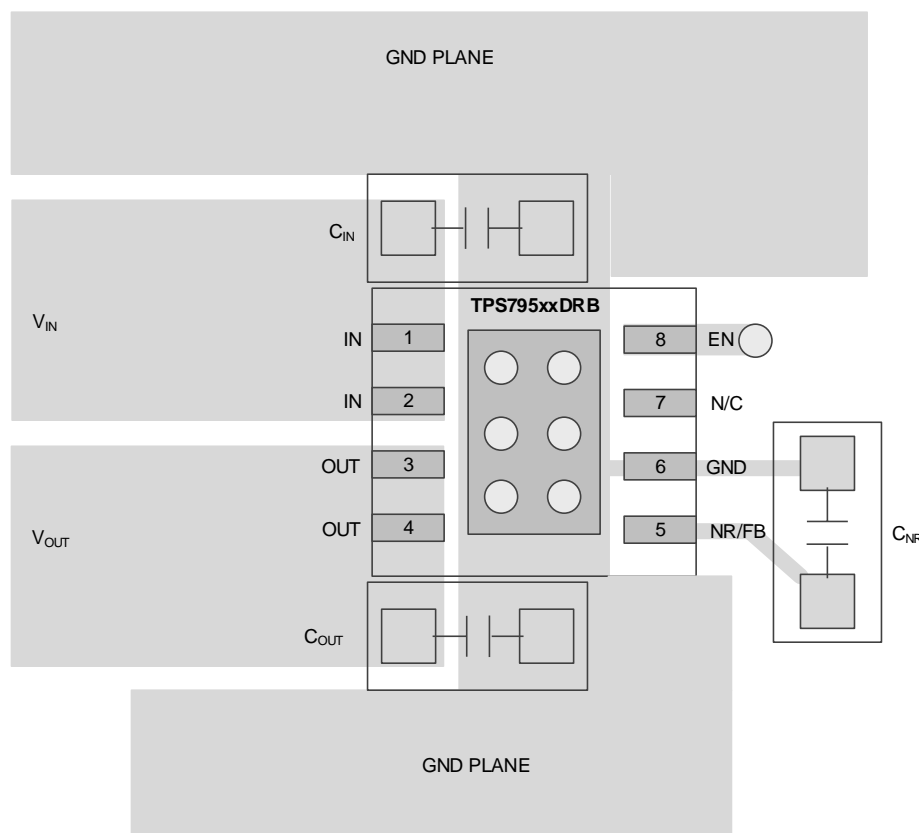 GND PLANE
C_IN
TPS795xxDRB
V_IN
IN 1
8 EN
IN 2
7 N/C
OUT 3
6 GND
V_OUT
OUT 4
5 NR/FB
C_NR
C_OUT
GND PLANE